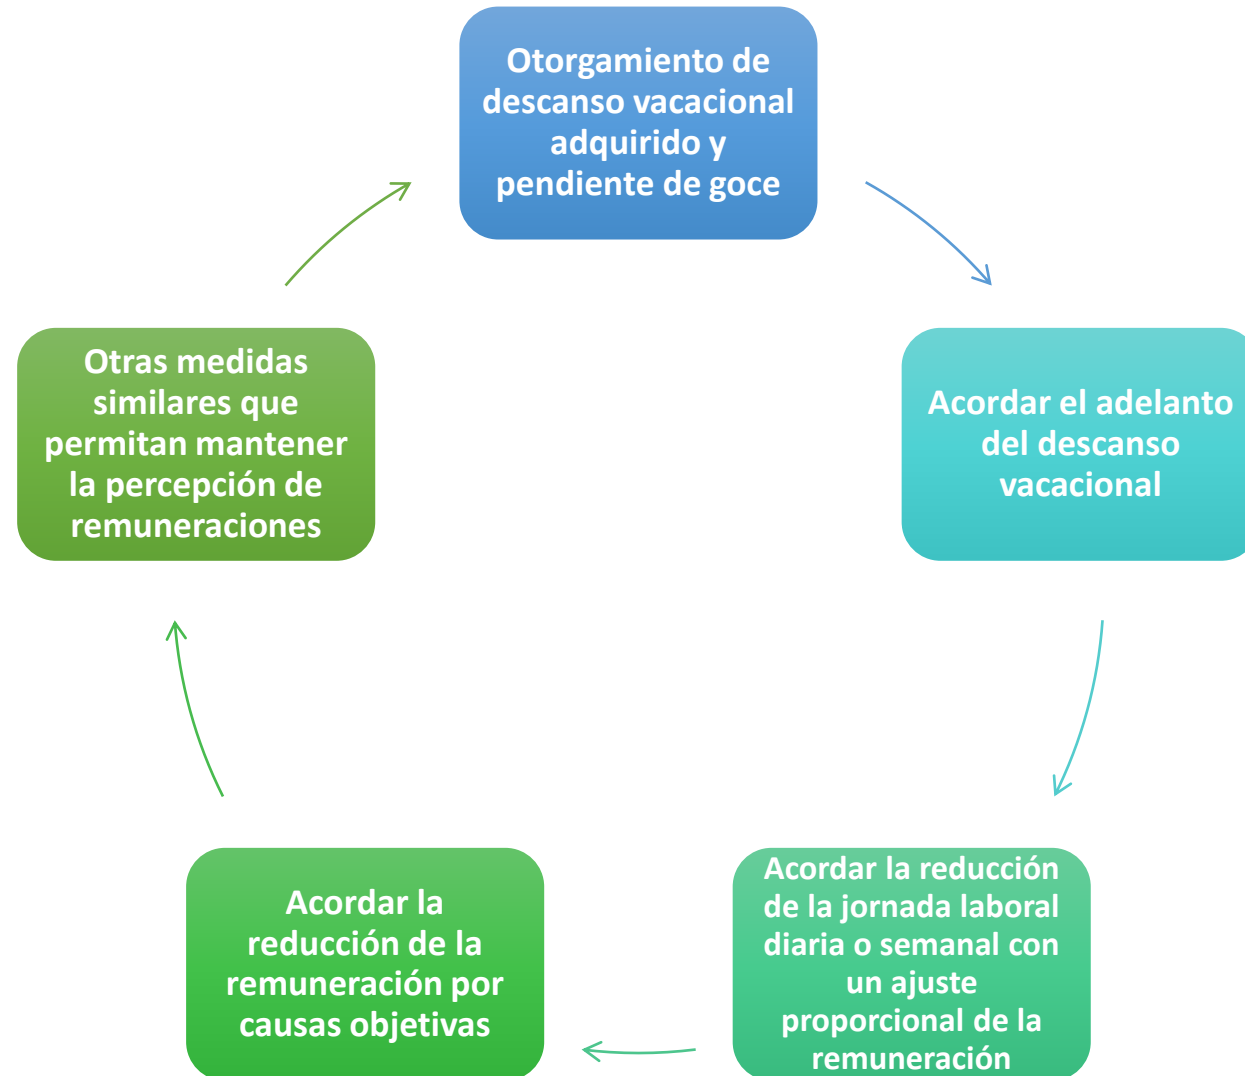 Otorgamiento de
descanso vacacional
adquirido y
pendiente de goce
Acordar el adelanto
del descanso
vacacional
Acordar la reducción
de la jornada laboral
diaria o semanal con
un ajuste
proporcional de la
remuneración
Acordar la
reducción de la
remuneración por
causas objetivas
Otras medidas
similares que
permitan mantener
la percepción de
remuneraciones